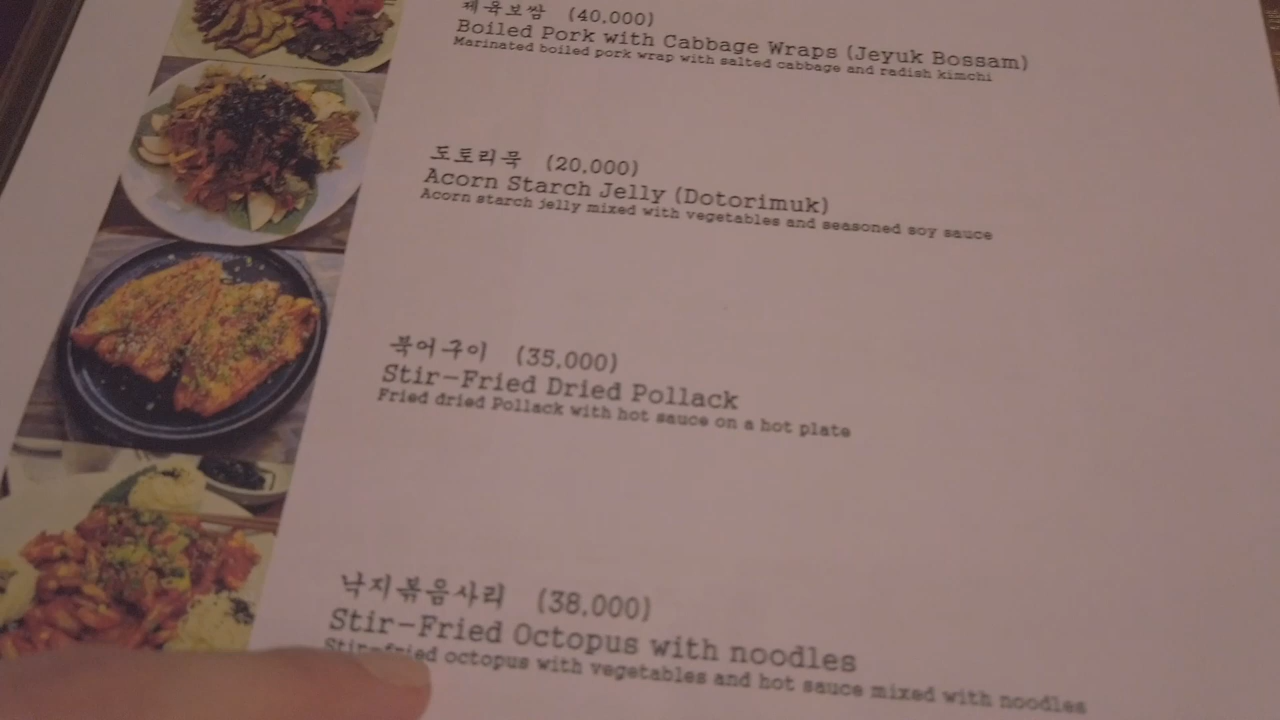 제육보쌈 (40,000)
Boiled Pork with Cabbage Wraps (Jeyuk Bossam)
Marinated boiled pork wrap with salted cabbage and radish kimchi
도토리묵 (20,000)
Acorn Starch Jelly (Dotorimuk)
Acorn starch jelly mixed with vegetables and seasoned soy sauce
북어구이 (35,000)
Stir-Fried Dried Pollack
Fried dried Pollack with hot sauce on a hot plate
낙지볶음사리 (38,000)
Stir-Fried Octopus with noodles
Stir-fried octopus with vegetables and hot sauce mixed with noodles